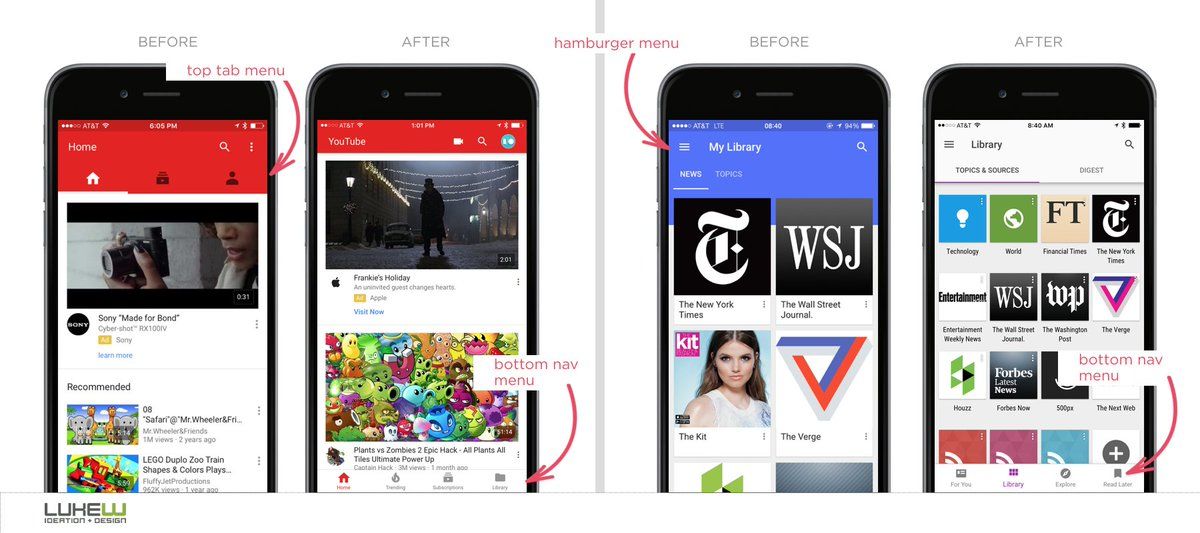 BEFORE
AFTER
hamburger menu
BEFORE
AFTER
top tab menu
AT&T
6:05 PM
Home
0:31
SONY
Sony “Made for Bond”
Cyber-shot™ RX100IV
Ad Sony
learn more
Recommended
08
"Safari"@"Mr.Wheeler&Frie...
Mr.Wheeler&Friends
1M views · 2 years ago
5:14
LEGO Duplo Zoo Train
Shapes & Colors Plays...
FluffyJetProductions
962K views · 1 year ago
5:59
AT&T
1:01 PM
YouTube
2:01
Frankie's Holiday
An uninvited guest changes hearts.
Ad Apple
Visit Now
51:14
Plants vs Zombies 2 Epic Hack - All Plants All
Tiles Ultimate Power Up
Captain Hack · 3M views · 1 month ago
Home
Trending
Subscriptions
Library
bottom nav
menu
AT&T LTE
08:40
94%
My Library
NEWS
TOPICS
WSJ
The New York
Times
The Wall Street
Journal.
kit
The Kit
The Verge
AT&T
8:40 AM
Library
TOPICS & SOURCES
DIGEST
FT
FINANCIAL TIMES
Technology
World
Financial Times
The New York
Times
Entertainment
WSJ
wp
Entertainment
Weekly News
The Wall Street
Journal.
The Washington
Post
The Verge
Forbes
Latest
News
Houzz
Forbes Now
500px
The Next Web
bottom nav
menu
For You
Library
Explore
Read Later
LUKEW
IDEATION + DESIGN